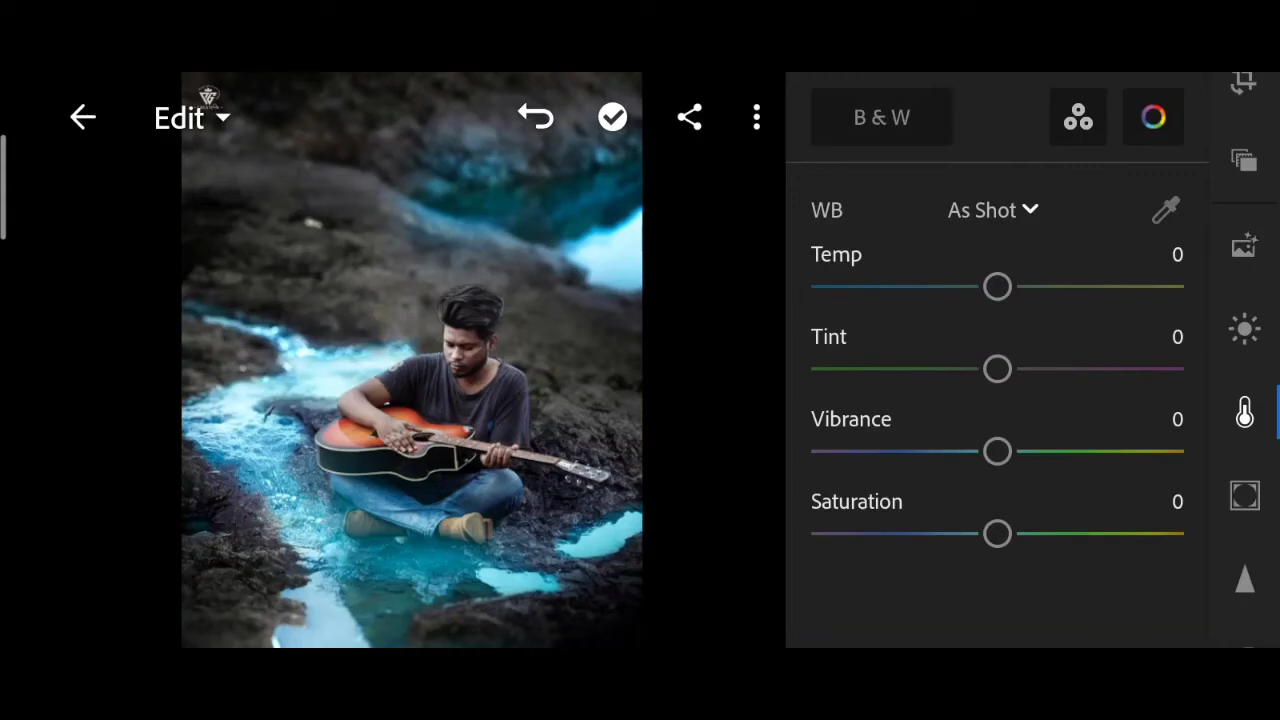 Edit
B & W
WB As Shot
Temp 0
Tint 0
Vibrance 0
Saturation 0